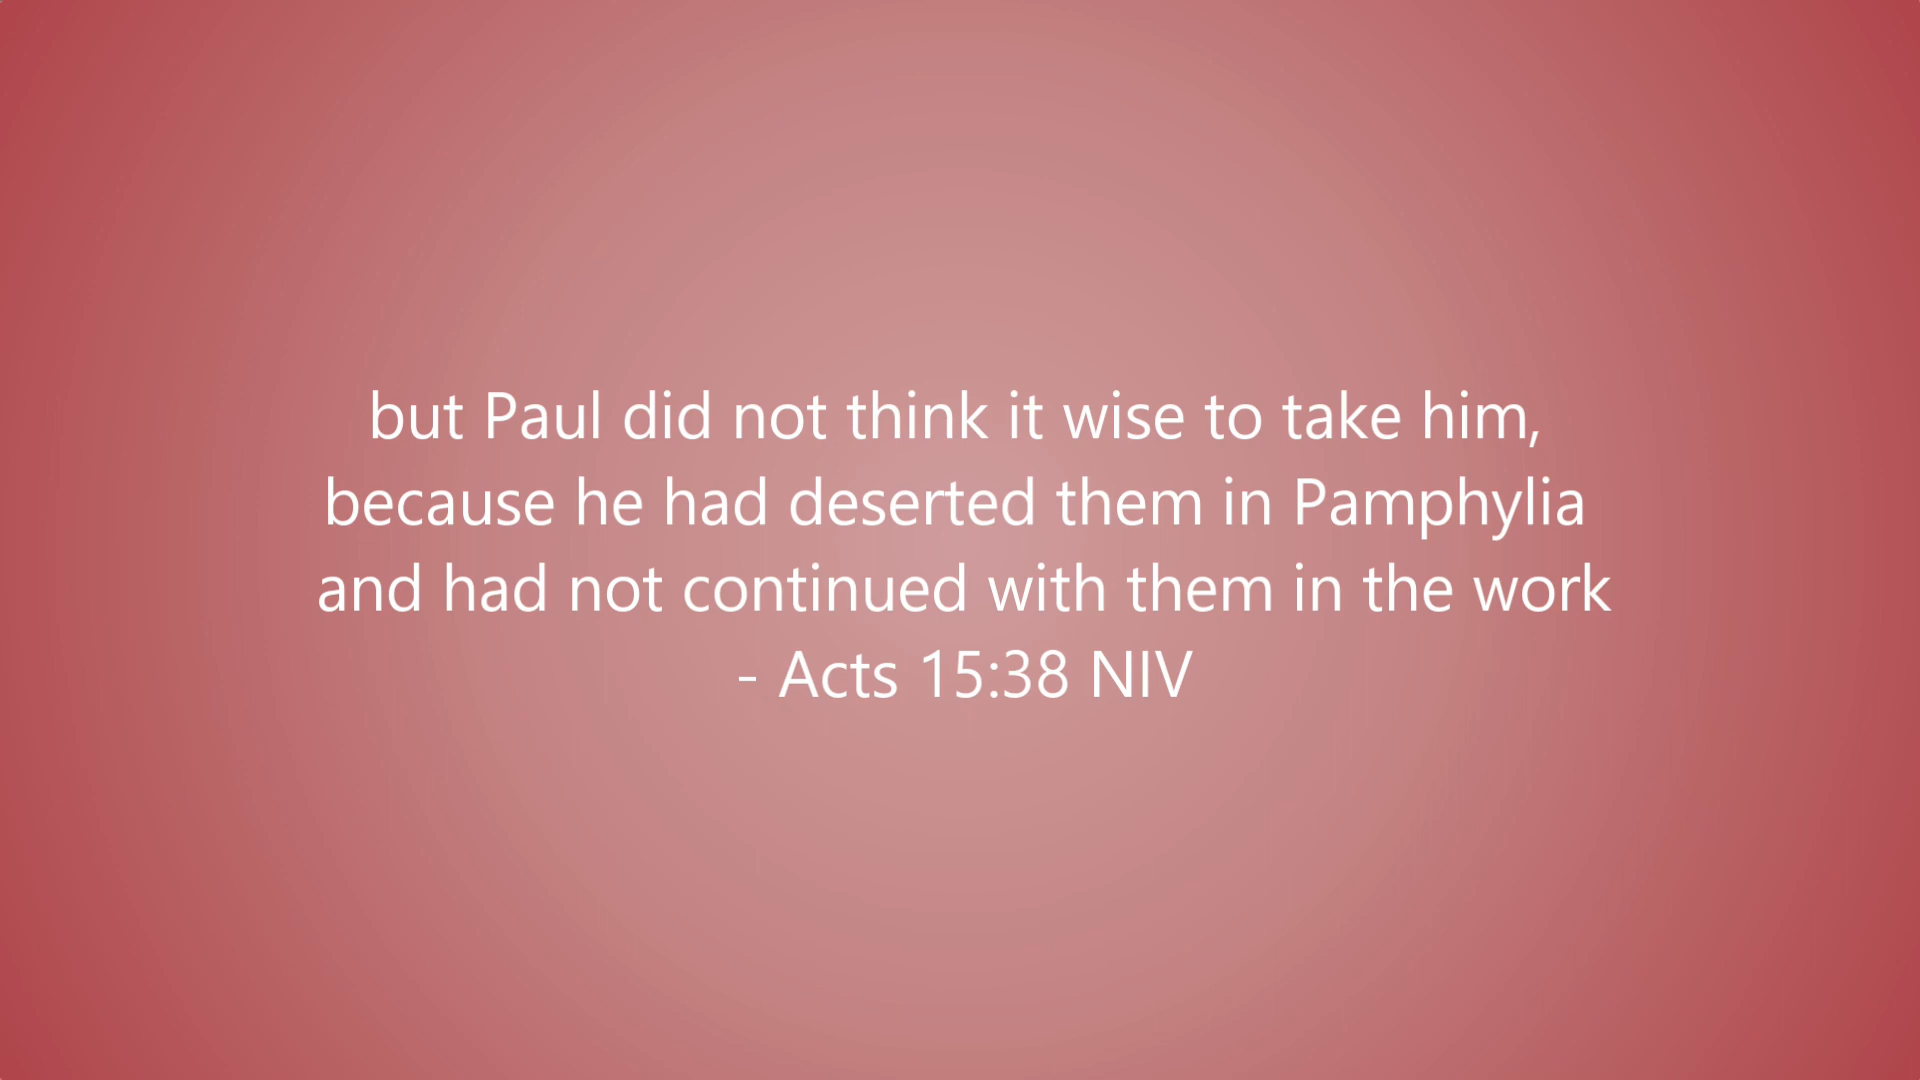 but Paul did not think it wise to take him,
because he had deserted them in Pamphylia
and had not continued with them in the work
- Acts 15:38 NIV